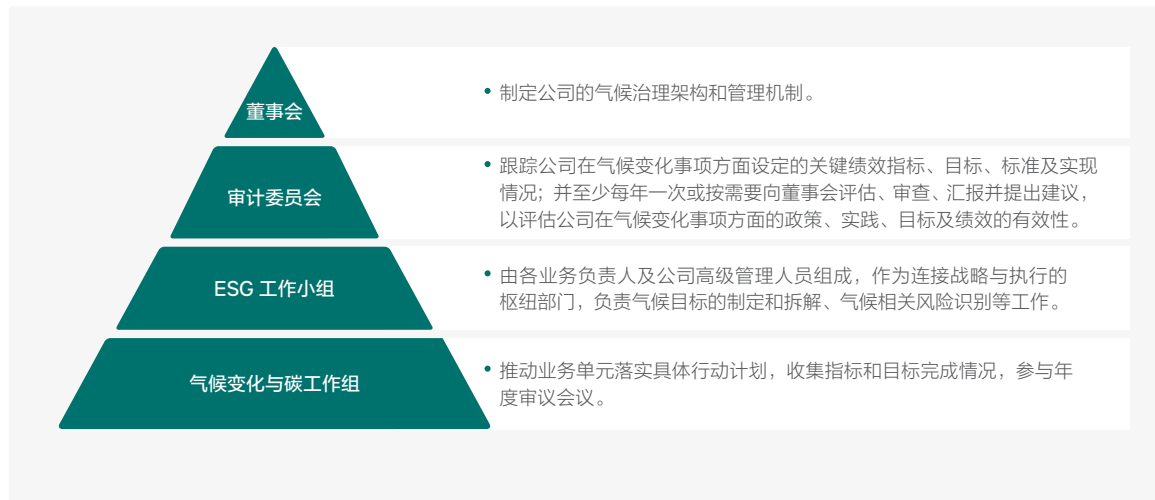 董事会
• 制定公司的气候治理架构和管理机制。
审计委员会
• 跟踪公司在气候变化事项方面设定的关键绩效指标、目标、标准及实现
情况；并至少每年一次或按需要向董事会评估、审查、汇报并提出建议，
以评估公司在气候变化事项方面的政策、实践、目标及绩效的有效性。
ESG 工作小组
• 由各业务负责人及公司高级管理人员组成，作为连接战略与执行的
枢纽部门，负责气候目标的制定和拆解、气候相关风险识别等工作。
气候变化与碳工作组
• 推动业务单元落实具体行动计划，收集指标和目标完成情况，参与年
度审议会议。